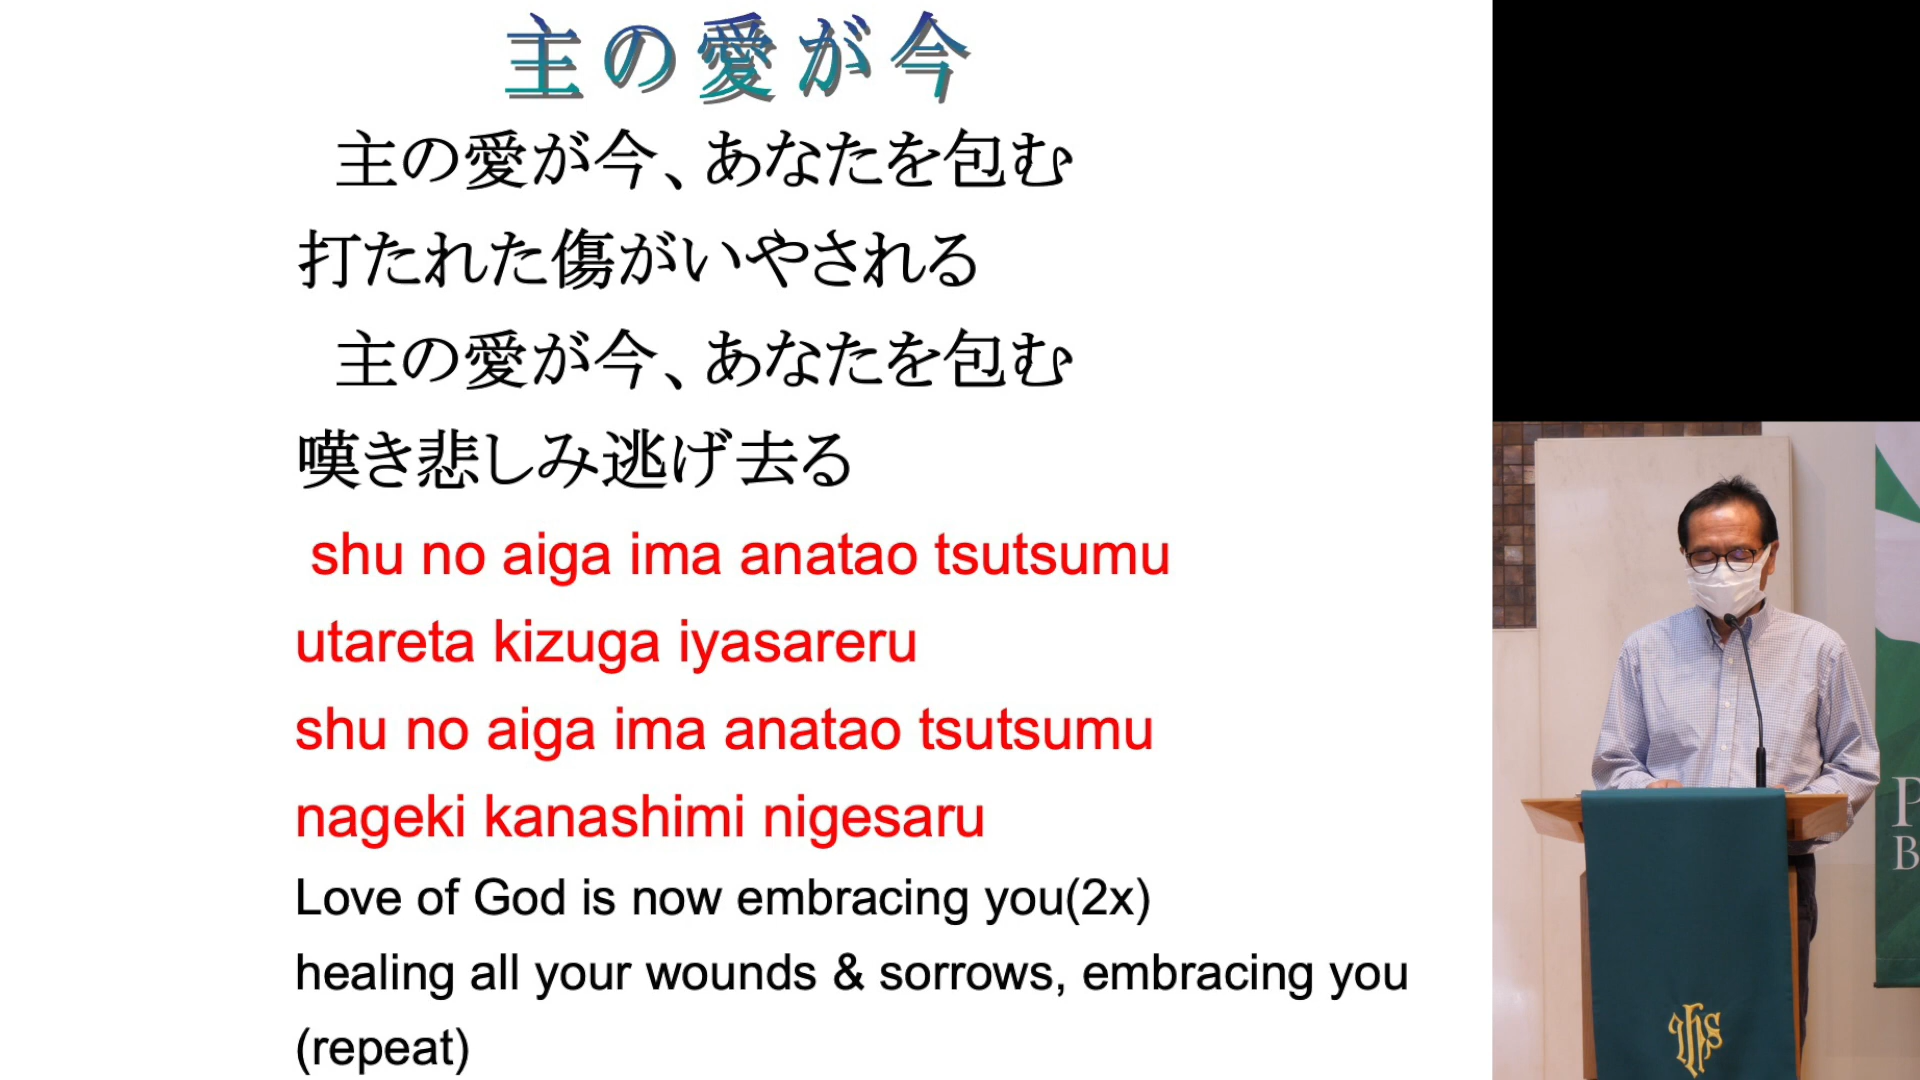 主の愛が今
主の愛が今、あなたを包む
打たれた傷がいやされる
主の愛が今、あなたを包む
嘆き悲しみ逃げ去る
shu no aiga ima anatao tsutsumu
utareta kizuga iyasareru
shu no aiga ima anatao tsutsumu
nageki kanashimi nigesaru
Love of God is now embracing you(2x)
healing all your wounds & sorrows, embracing you
(repeat)
IHS